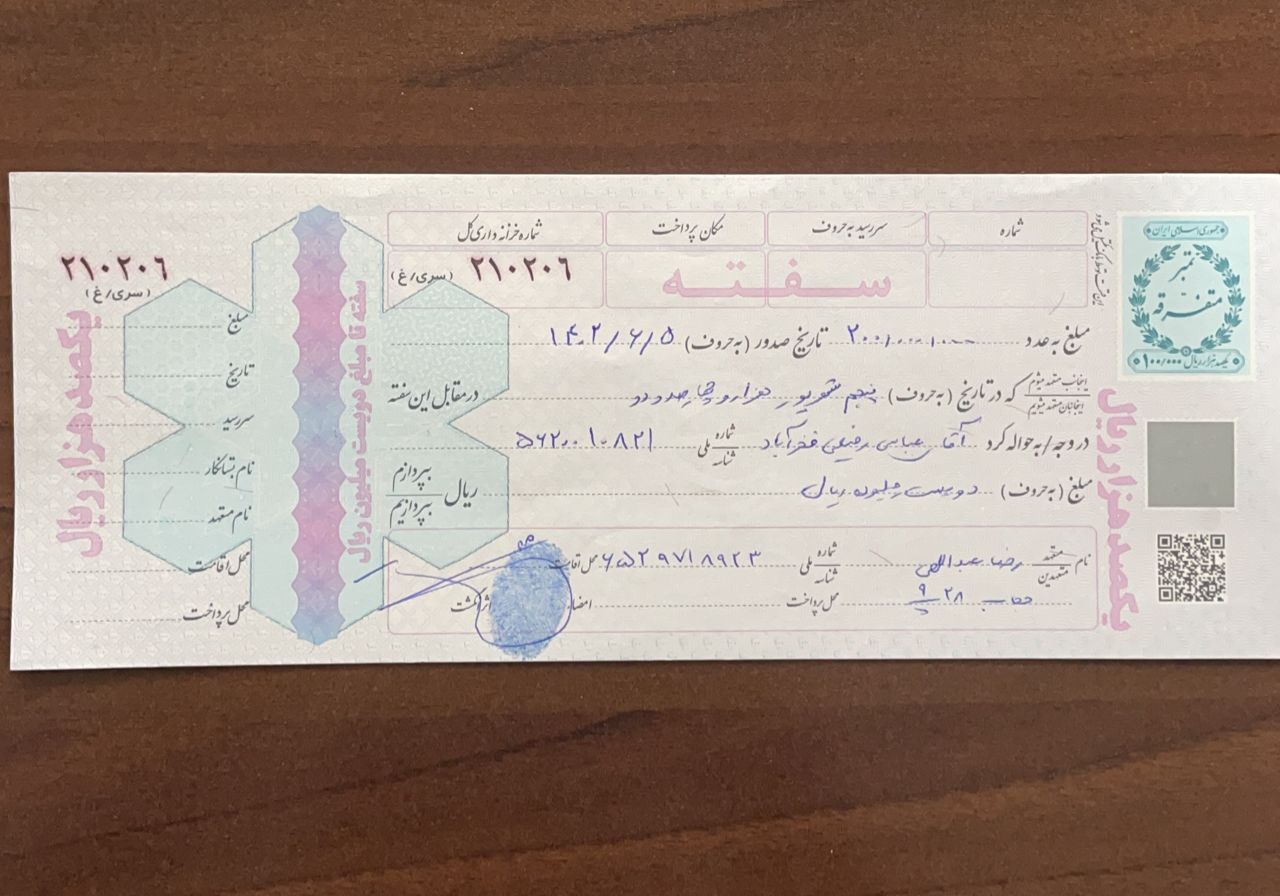 جمهوری اسلامی ایران
تمبر
متفرقه
یکصد هزار ریال ۱۰۰/۰۰۰
یکصد هزار ریال
شماره
سررسید به حروف
مکان پرداخت
شماره خزانه داری کل
سفته
۲۱۰۲۰۶ (سری/غ)
مبلغ به عدد ۲۰۰/۰۰۰/۰۰۰ تاریخ صدور (به حروف) ۱۴۰۲/۶/۵
اینجانب متعهد میشوم
اینجانبان متعهد میشویم
که در تاریخ (به حروف) پنجم شهریور هزار و چهارصد و دو در مقابل این سفته
در وجه/به حواله کرد آقای عباسی رفیعی فخرآباد شماره ملی شناسه ۵۶۲۰۰۱۰۸۲۱
مبلغ (به حروف) دویست میلیون ریال ریال بپردازم
بپردازیم
نام متعهد متعهدین رضا عبداللهی شماره ملی شناسه ۶۵۲۹۷۱۸۹۲۳ محل اقامت
۲۸ محل پرداخت امضاء اثر انگشت
سفته تا مبلغ دویست میلیون ریال
۲۱۰۲۰۶
(سری/غ)
یکصد هزار ریال
مبلغ
تاریخ
سررسید
نام بستانکار
نام متعهد
محل اقامت
محل پرداخت